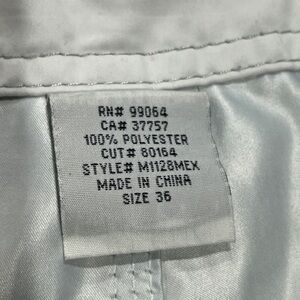 RN# 99064
CA# 37757
100% POLYESTER
CUT# 80164
STYLE# M1128MEX
MADE IN CHINA
SIZE 36